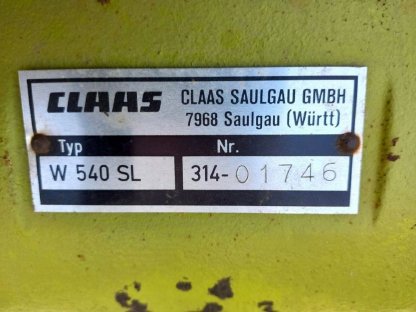 CLAAS CLAAS SAULGAU GMBH
7968 Saulgau (Württ)
Typ Nr.
W 540 SL 314-01746